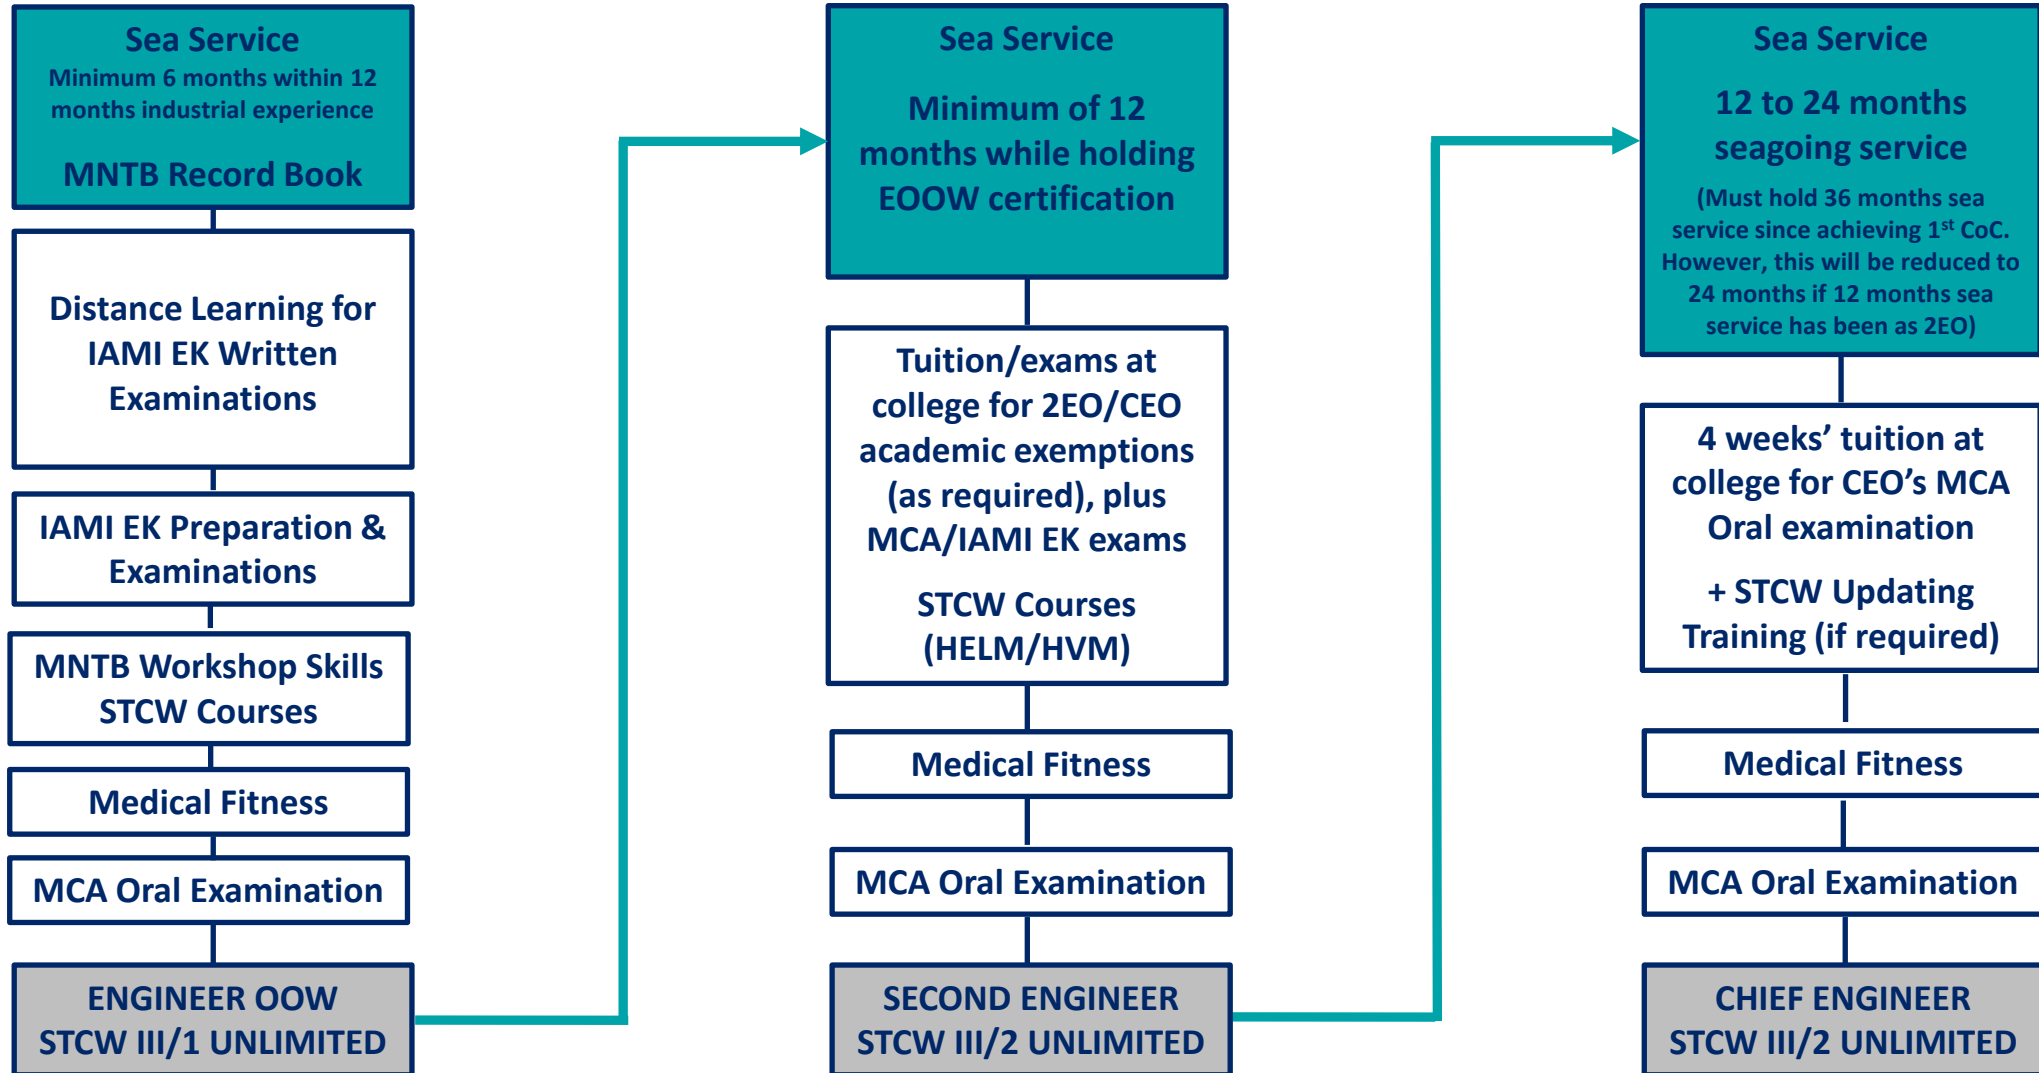 Sea Service
Minimum 6 months within 12
months industrial experience
MNTB Record Book
Distance Learning for
IAMI EK Written
Examinations
IAMI EK Preparation &
Examinations
MNTB Workshop Skills
STCW Courses
Medical Fitness
MCA Oral Examination
ENGINEER OOW
STCW III/1 UNLIMITED
Sea Service
Minimum of 12
months while holding
EOOW certification
Tuition/exams at
college for 2EO/CEO
academic exemptions
(as required), plus
MCA/IAMI EK exams
STCW Courses
(HELM/HVM)
Medical Fitness
MCA Oral Examination
SECOND ENGINEER
STCW III/2 UNLIMITED
Sea Service
12 to 24 months
seagoing service
(Must hold 36 months sea
service since achieving 1st CoC.
However, this will be reduced to
24 months if 12 months sea
service has been as 2EO)
4 weeks’ tuition at
college for CEO’s MCA
Oral examination
+ STCW Updating
Training (if required)
Medical Fitness
MCA Oral Examination
CHIEF ENGINEER
STCW III/2 UNLIMITED